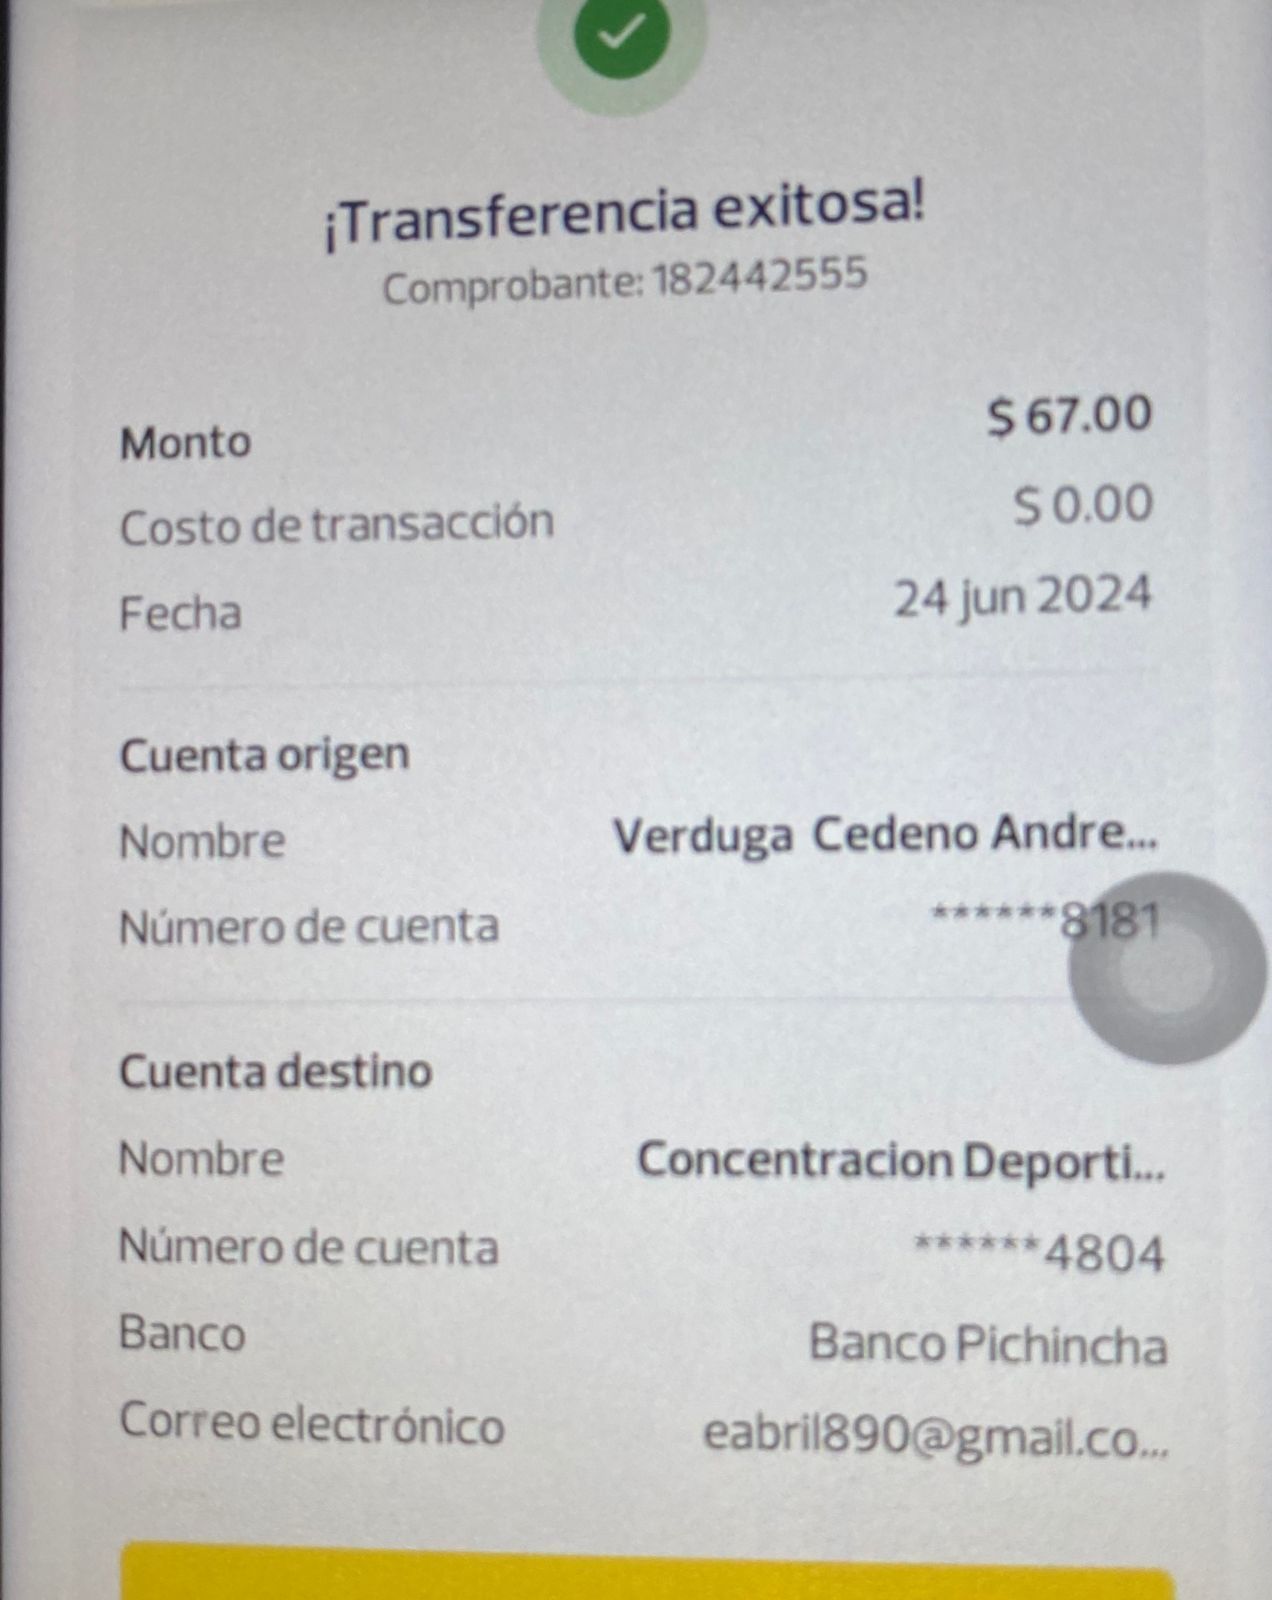 ¡Transferencia exitosa!
Comprobante: 182442555
Monto $ 67.00
Costo de transacción $ 0.00
Fecha 24 jun 2024
Cuenta origen
Nombre Verduga Cedeno Andre...
Número de cuenta ******8181
Cuenta destino
Nombre Concentracion Deporti...
Número de cuenta ******4804
Banco Banco Pichincha
Correo electrónico eabril890@gmail.co...